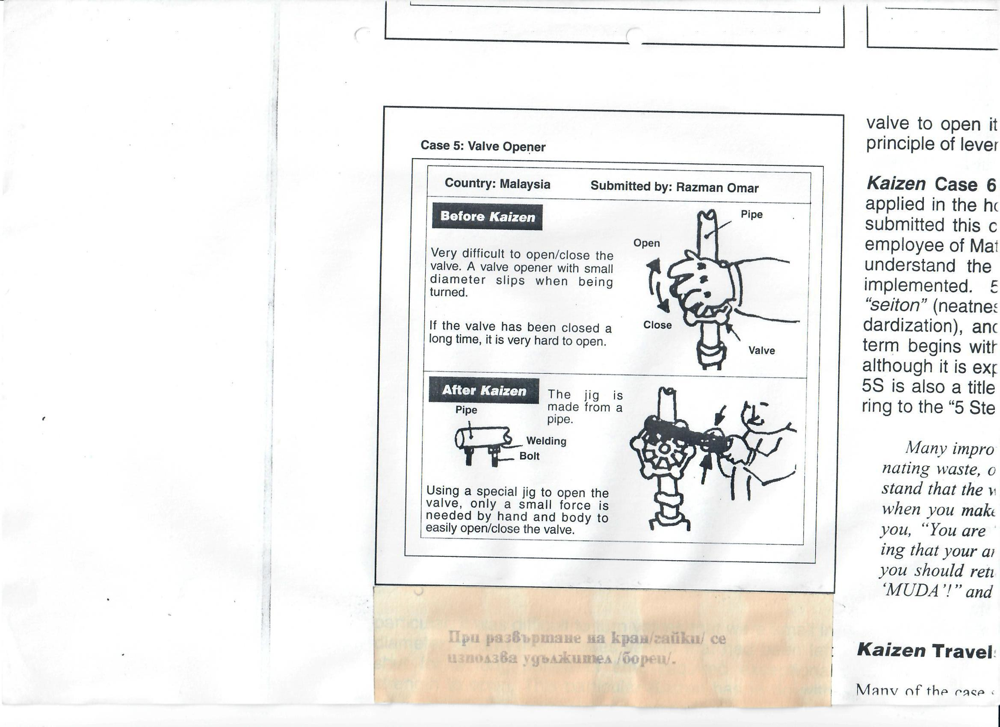 Case 5: Valve Opener
Country: Malaysia Submitted by: Razman Omar
Before Kaizen
Very difficult to open/close the
valve. A valve opener with small
diameter slips when being
turned.
If the valve has been closed a
long time, it is very hard to open.
Pipe
Open
Close
Valve
After Kaizen
The jig is
made from a
pipe.
Pipe
Welding
Bolt
Using a special jig to open the
valve, only a small force is
needed by hand and body to
easily open/close the valve.
При развъртане на кран/гайки/ се
използва удължител /борец/.
valve to open it
principle of lever
Kaizen Case 6
applied in the
submitted this
employee of
understand the
implemented.
“seiton”
dardization),
term begins
although it is
5S is also a title
ring to the “5 Ste
Many impro
nating waste,
stand that the
when you
you, “You are
ing that your
you should
‘MUDA’!” and
Kaizen Travel
Many of the case